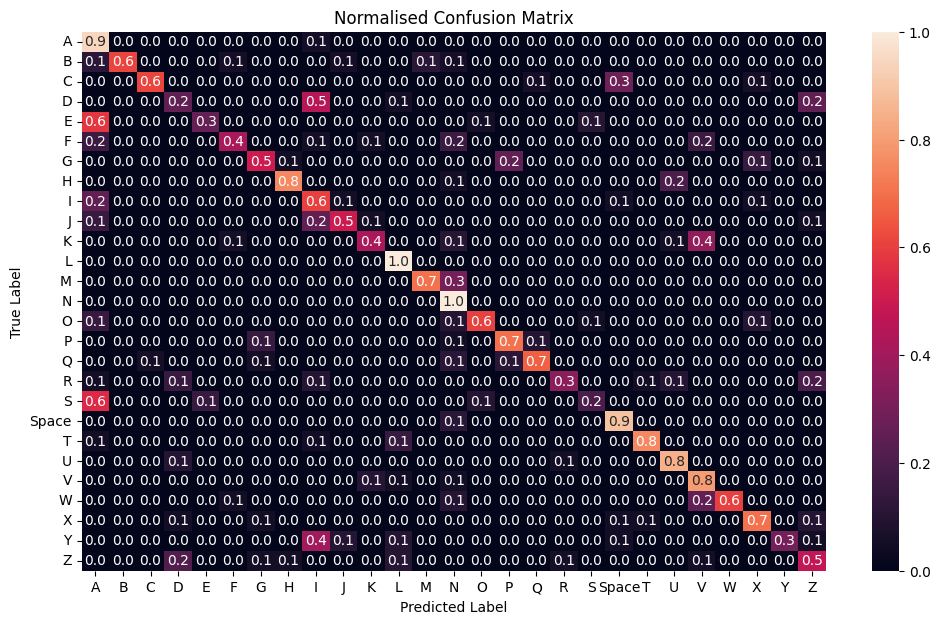 Normalised Confusion Matrix
A 0.9 0.0 0.0 0.0 0.0 0.0 0.0 0.0 0.1 0.0 0.0 0.0 0.0 0.0 0.0 0.0 0.0 0.0 0.0 0.0 0.0 0.0 0.0 0.0 0.0 0.0 0.0
B 0.1 0.6 0.0 0.0 0.0 0.1 0.0 0.0 0.0 0.1 0.0 0.0 0.1 0.1 0.0 0.0 0.0 0.0 0.0 0.0 0.0 0.0 0.0 0.0 0.0 0.0 0.0
C 0.0 0.0 0.6 0.0 0.0 0.0 0.0 0.0 0.0 0.0 0.0 0.0 0.0 0.0 0.0 0.0 0.1 0.0 0.0 0.3 0.0 0.0 0.0 0.0 0.1 0.0 0.0
D 0.0 0.0 0.0 0.2 0.0 0.0 0.0 0.0 0.5 0.0 0.0 0.1 0.0 0.0 0.0 0.0 0.0 0.0 0.0 0.0 0.0 0.0 0.0 0.0 0.0 0.0 0.2
E 0.6 0.0 0.0 0.0 0.3 0.0 0.0 0.0 0.0 0.0 0.0 0.0 0.0 0.0 0.1 0.0 0.0 0.0 0.1 0.0 0.0 0.0 0.0 0.0 0.0 0.0 0.0
F 0.2 0.0 0.0 0.0 0.0 0.4 0.0 0.0 0.1 0.0 0.1 0.0 0.0 0.2 0.0 0.0 0.0 0.0 0.0 0.0 0.0 0.0 0.2 0.0 0.0 0.0 0.0
G 0.0 0.0 0.0 0.0 0.0 0.0 0.5 0.1 0.0 0.0 0.0 0.0 0.0 0.0 0.0 0.2 0.0 0.0 0.0 0.0 0.0 0.0 0.0 0.0 0.1 0.0 0.1
H 0.0 0.0 0.0 0.0 0.0 0.0 0.0 0.8 0.0 0.0 0.0 0.0 0.0 0.1 0.0 0.0 0.0 0.0 0.0 0.0 0.0 0.2 0.0 0.0 0.0 0.0 0.0
I 0.2 0.0 0.0 0.0 0.0 0.0 0.0 0.0 0.6 0.1 0.0 0.0 0.0 0.0 0.0 0.0 0.0 0.0 0.0 0.1 0.0 0.0 0.0 0.0 0.1 0.0 0.0
J 0.1 0.0 0.0 0.0 0.0 0.0 0.0 0.0 0.2 0.5 0.1 0.0 0.0 0.0 0.0 0.0 0.0 0.0 0.0 0.0 0.0 0.0 0.0 0.0 0.0 0.0 0.1
K 0.0 0.0 0.0 0.0 0.0 0.1 0.0 0.0 0.0 0.0 0.4 0.0 0.0 0.1 0.0 0.0 0.0 0.0 0.0 0.0 0.0 0.1 0.4 0.0 0.0 0.0 0.0
L 0.0 0.0 0.0 0.0 0.0 0.0 0.0 0.0 0.0 0.0 0.0 1.0 0.0 0.0 0.0 0.0 0.0 0.0 0.0 0.0 0.0 0.0 0.0 0.0 0.0 0.0 0.0
M 0.0 0.0 0.0 0.0 0.0 0.0 0.0 0.0 0.0 0.0 0.0 0.0 0.7 0.3 0.0 0.0 0.0 0.0 0.0 0.0 0.0 0.0 0.0 0.0 0.0 0.0 0.0
N 0.0 0.0 0.0 0.0 0.0 0.0 0.0 0.0 0.0 0.0 0.0 0.0 0.0 1.0 0.0 0.0 0.0 0.0 0.0 0.0 0.0 0.0 0.0 0.0 0.0 0.0 0.0
O 0.1 0.0 0.0 0.0 0.0 0.0 0.0 0.0 0.0 0.0 0.0 0.0 0.0 0.1 0.6 0.0 0.0 0.0 0.1 0.0 0.0 0.0 0.0 0.0 0.1 0.0 0.0
P 0.0 0.0 0.0 0.0 0.0 0.0 0.1 0.0 0.0 0.0 0.0 0.0 0.0 0.1 0.0 0.7 0.1 0.0 0.0 0.0 0.0 0.0 0.0 0.0 0.0 0.0 0.0
Q 0.0 0.0 0.1 0.0 0.0 0.0 0.1 0.0 0.0 0.0 0.0 0.0 0.0 0.1 0.0 0.1 0.7 0.0 0.0 0.0 0.0 0.0 0.0 0.0 0.0 0.0 0.0
R 0.1 0.0 0.0 0.1 0.0 0.0 0.0 0.0 0.1 0.0 0.0 0.0 0.0 0.0 0.0 0.0 0.0 0.3 0.0 0.0 0.1 0.1 0.0 0.0 0.0 0.0 0.2
S 0.6 0.0 0.0 0.0 0.1 0.0 0.0 0.0 0.0 0.0 0.0 0.0 0.0 0.0 0.1 0.0 0.0 0.0 0.2 0.0 0.0 0.0 0.0 0.0 0.0 0.0 0.0
Space 0.0 0.0 0.0 0.0 0.0 0.0 0.0 0.0 0.0 0.0 0.0 0.0 0.0 0.1 0.0 0.0 0.0 0.0 0.0 0.9 0.0 0.0 0.0 0.0 0.0 0.0 0.0
T 0.1 0.0 0.0 0.0 0.0 0.0 0.0 0.0 0.1 0.0 0.0 0.1 0.0 0.0 0.0 0.0 0.0 0.0 0.0 0.0 0.8 0.0 0.0 0.0 0.0 0.0 0.0
U 0.0 0.0 0.0 0.1 0.0 0.0 0.0 0.0 0.0 0.0 0.0 0.0 0.0 0.0 0.0 0.0 0.0 0.1 0.0 0.0 0.0 0.8 0.0 0.0 0.0 0.0 0.0
V 0.0 0.0 0.0 0.0 0.0 0.0 0.0 0.0 0.0 0.0 0.1 0.1 0.0 0.1 0.0 0.0 0.0 0.0 0.0 0.0 0.0 0.0 0.8 0.0 0.0 0.0 0.0
W 0.0 0.0 0.0 0.0 0.0 0.1 0.0 0.0 0.0 0.0 0.0 0.0 0.0 0.1 0.0 0.0 0.0 0.0 0.0 0.0 0.0 0.0 0.2 0.6 0.0 0.0 0.0
X 0.0 0.0 0.0 0.1 0.0 0.0 0.1 0.0 0.0 0.0 0.0 0.0 0.0 0.0 0.0 0.0 0.0 0.0 0.0 0.1 0.1 0.0 0.0 0.0 0.7 0.0 0.1
Y 0.0 0.0 0.0 0.0 0.0 0.0 0.0 0.0 0.4 0.1 0.0 0.1 0.0 0.0 0.0 0.0 0.0 0.0 0.0 0.1 0.0 0.0 0.0 0.0 0.0 0.3 0.1
Z 0.0 0.0 0.0 0.2 0.0 0.0 0.1 0.1 0.0 0.0 0.0 0.1 0.0 0.0 0.0 0.0 0.0 0.1 0.0 0.0 0.0 0.0 0.1 0.0 0.0 0.0 0.5
A B C D E F G H I J K L M N O P Q R S Space T U V W X Y Z
Predicted Label
True Label
1.0
0.8
0.6
0.4
0.2
0.0